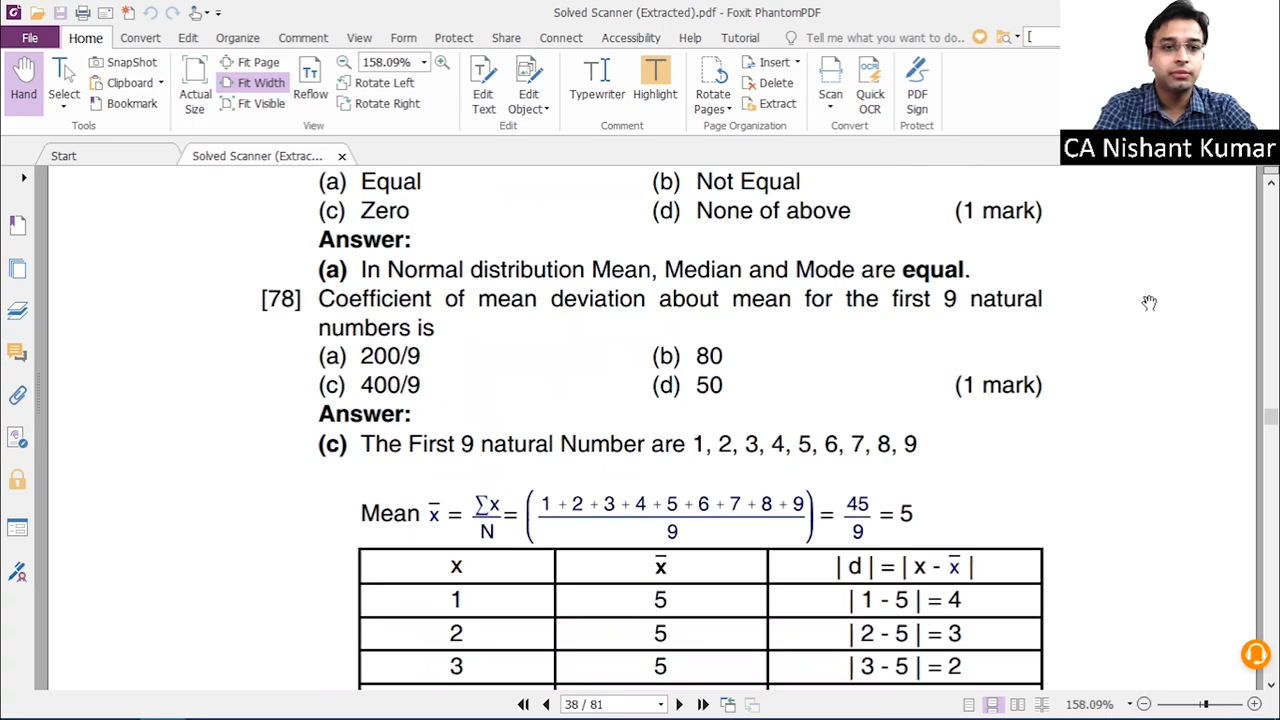 Solved Scanner (Extracted).pdf - Foxit PhantomPDF
File Home Convert Edit Organize Comment View Form Protect Share Connect Accessibility Help Tutorial Tell me what you want to do.. [
Hand Select SnapShot Clipboard Bookmark Actual Size Fit Page Fit Width Fit Visible Reflow 158.09% Rotate Left Rotate Right Edit Text Edit Object Typewriter Highlight Rotate Pages Insert Delete Extract Scan Quick OCR PDF Sign
Tools View Edit Comment Page Organization Convert Protect
CA Nishant Kumar
Start Solved Scanner (Extrac... x
(a) Equal (b) Not Equal
(c) Zero (d) None of above (1 mark)
Answer:
(a) In Normal distribution Mean, Median and Mode are equal.
[78] Coefficient of mean deviation about mean for the first 9 natural
numbers is
(a) 200/9 (b) 80
(c) 400/9 (d) 50 (1 mark)
Answer:
(c) The First 9 natural Number are 1, 2, 3, 4, 5, 6, 7, 8, 9
Mean x̄ = ∑x/N = (1 + 2 + 3 + 4 + 5 + 6 + 7 + 8 + 9 / 9) = 45/9 = 5
x x̄ | d | = | x - x̄ |
1 5 | 1 - 5 | = 4
2 5 | 2 - 5 | = 3
3 5 | 3 - 5 | = 2
38 / 81 158.09%